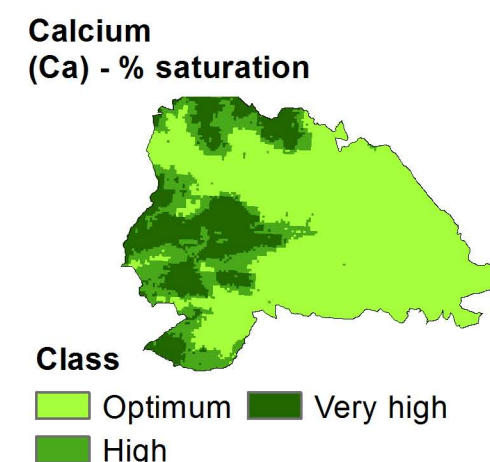 Calcium
(Ca) - % saturation
Class
Optimum Very high
High